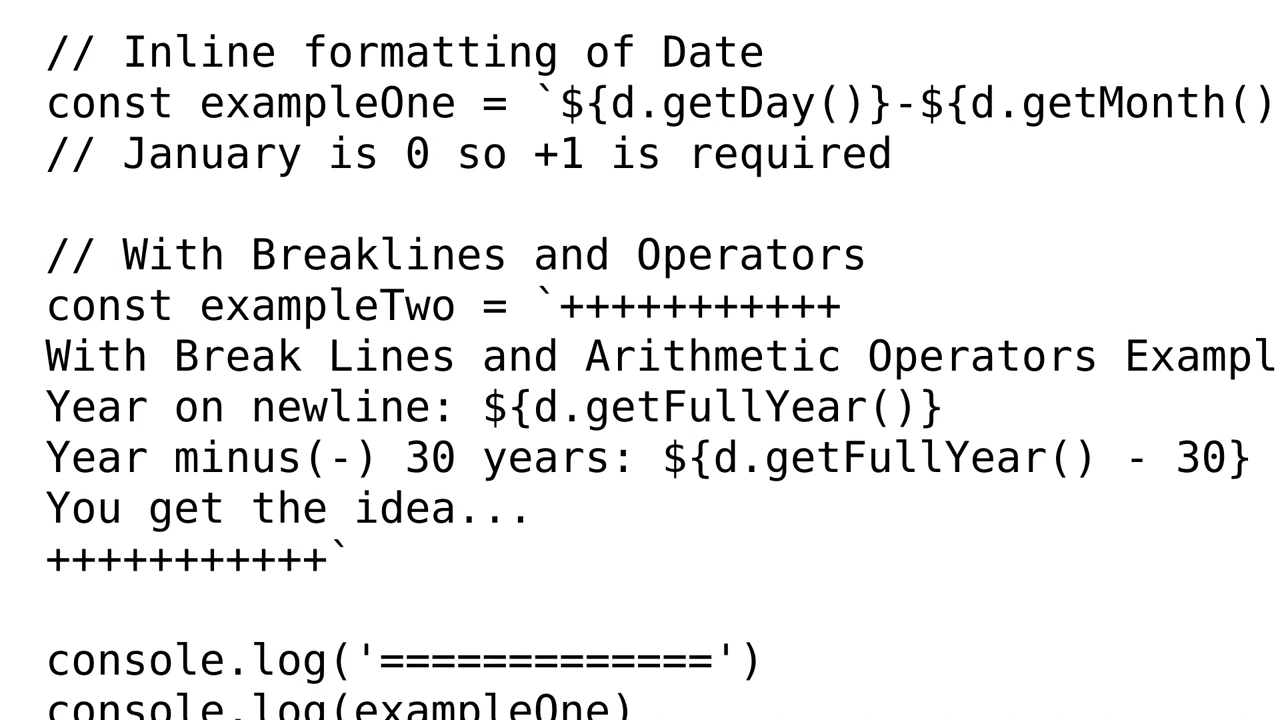 // Inline formatting of Date
const exampleOne = `${d.getDay()}-${d.getMonth()
// January is 0 so +1 is required

// With Breaklines and Operators
const exampleTwo = `+++++++++++
With Break Lines and Arithmetic Operators Exampl
Year on newline: ${d.getFullYear()}
Year minus(-) 30 years: ${d.getFullYear() - 30}
You get the idea...
+++++++++++`

console.log('=============')
console.log(exampleOne)